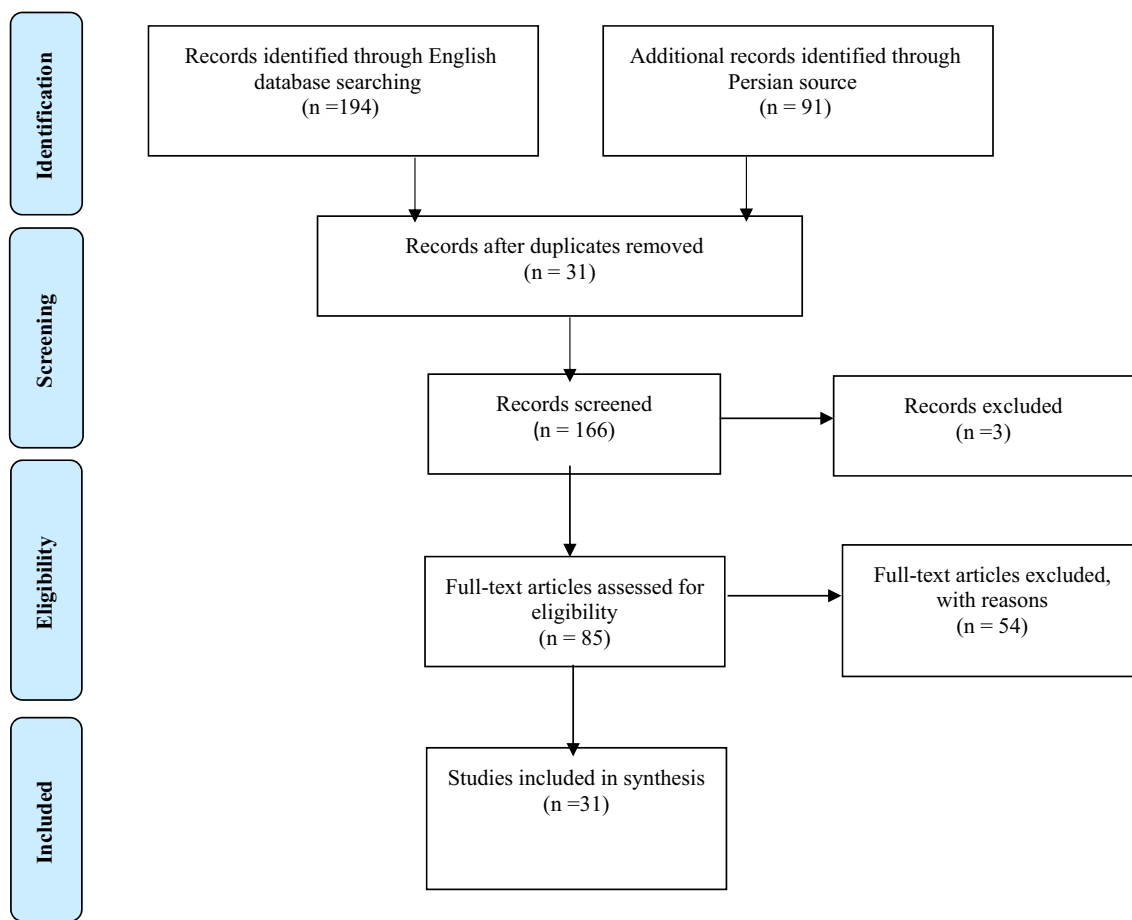 Identification
Records identified through English
database searching
(n =194)
Additional records identified through
Persian source
(n = 91)
Screening
Records after duplicates removed
(n = 31)
Records screened
(n = 166)
Records excluded
(n =3)
Eligibility
Full-text articles assessed for
eligibility
(n = 85)
Full-text articles excluded,
with reasons
(n = 54)
Included
Studies included in synthesis
(n =31)